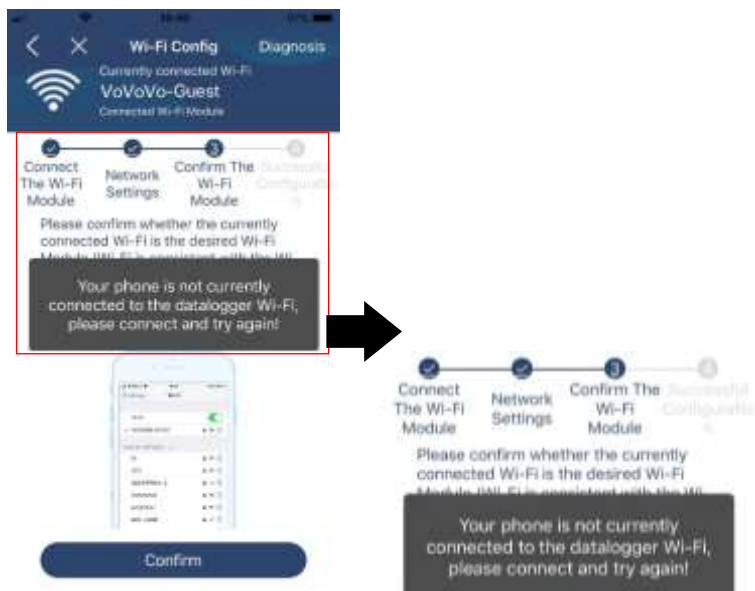 Wi-Fi Config
Diagnosis
Currently connected Wi-Fi
VoVoVo-Guest
Connected Wi-Fi Module
3
Connect
The Wi-Fi
Module
Network
Settings
Confirm The
Wi-Fi
Module
Please confirm whether the currently
connected Wi-Fi is the desired Wi-Fi
Your phone is not currently
connected to the datalogger Wi-Fi,
please connect and try again!
Confirm
3
Connect
The Wi-Fi
Module
Network
Settings
Confirm The
Wi-Fi
Module
Please confirm whether the currently
connected Wi-Fi is the desired Wi-Fi
Your phone is not currently
connected to the datalogger Wi-Fi,
please connect and try again!